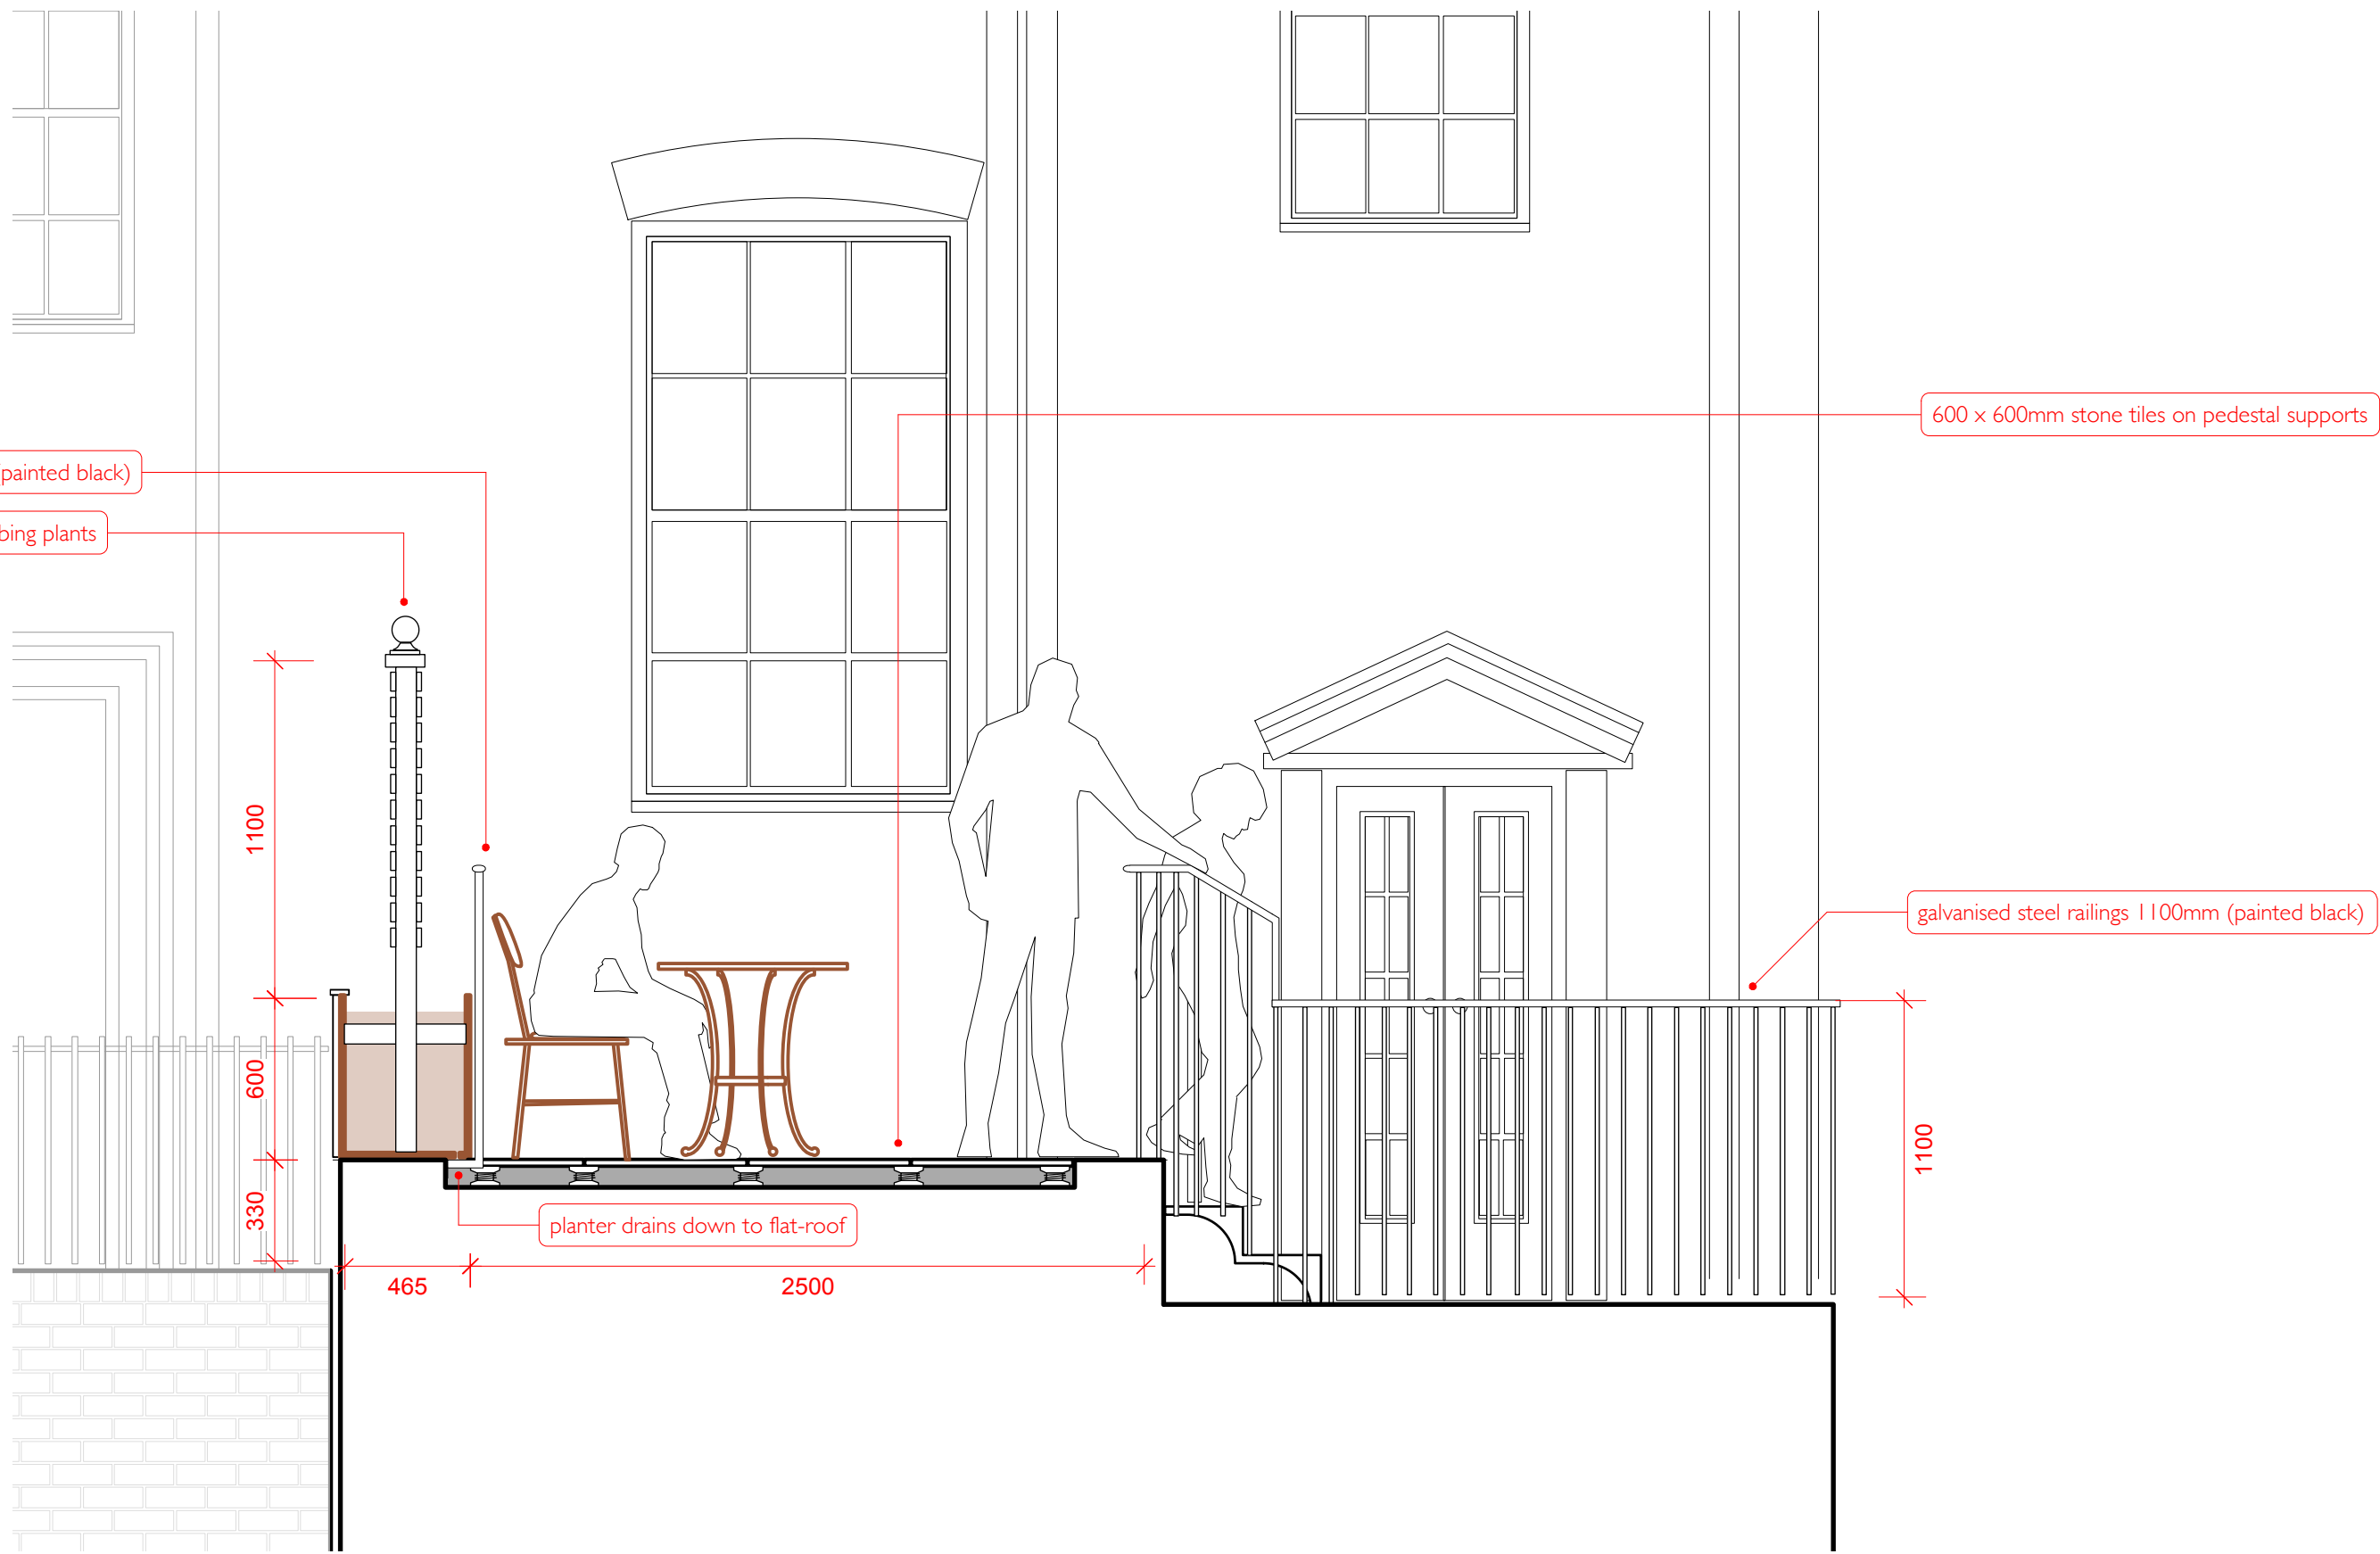 600 x 600mm stone tiles on pedestal supports
painted black)
plants
1100
galvanised steel railings 1100mm (painted black)
600
1100
330
planter drains down to flat-roof
465
2500